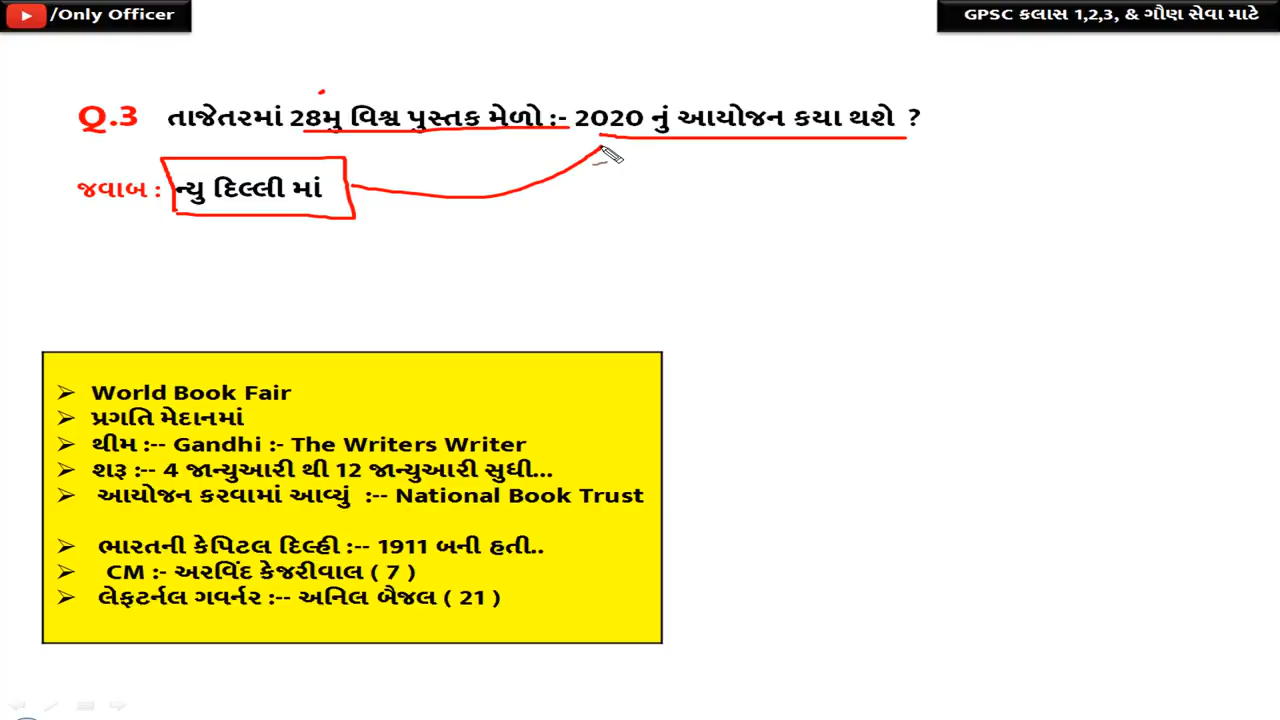 /Only Officer
GPSC કલાસ 1,2,3, & ગૌણ સેવા માટે
Q.3 તાજેતરમાં 28મુ વિશ્વ પુસ્તક મેળો :- 2020 નું આયોજન કયા થશે ?
જવાબ : ન્યુ દિલ્લી માં
➢ World Book Fair
➢ પ્રગતિ મેદાનમાં
➢ થીમ :-- Gandhi :- The Writers Writer
➢ શરૂ :-- 4 જાન્યુઆરી થી 12 જાન્યુઆરી સુધી...
➢ આયોજન કરવામાં આવ્યું :-- National Book Trust
➢ ભારતની કેપિટલ દિલ્હી :-- 1911 બની હતી..
➢ CM :- અરવિંદ કેજરીવાલ ( 7 )
➢ લેફટર્નલ ગવર્નર :-- અનિલ બૈજલ ( 21 )